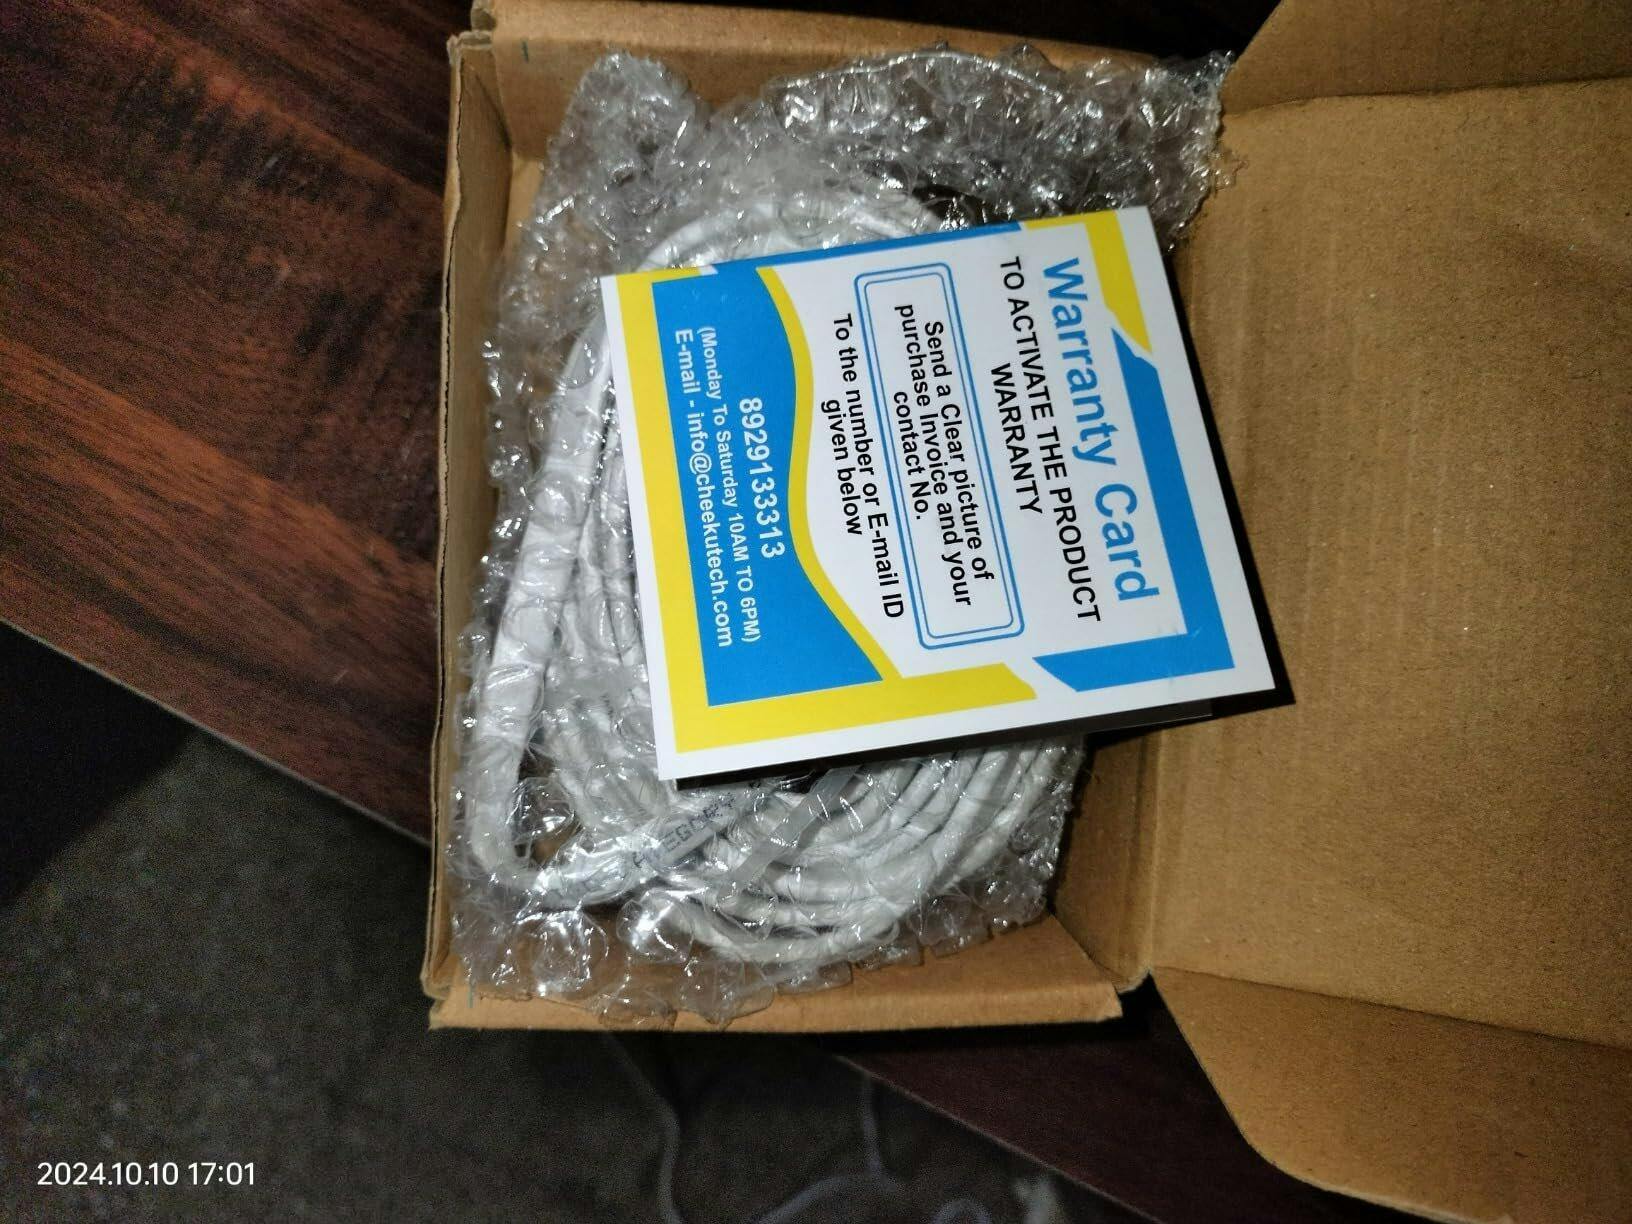 Warranty Card
TO ACTIVATE THE PRODUCT
WARRANTY
Send a Clear picture of
purchase Invoice and your
contact No.
To the number or E-mail ID
given below
8929133313
(Monday To Saturday 10AM TO 6PM)
E-mail - info@cheekutech.com
2024.10.10 17:01